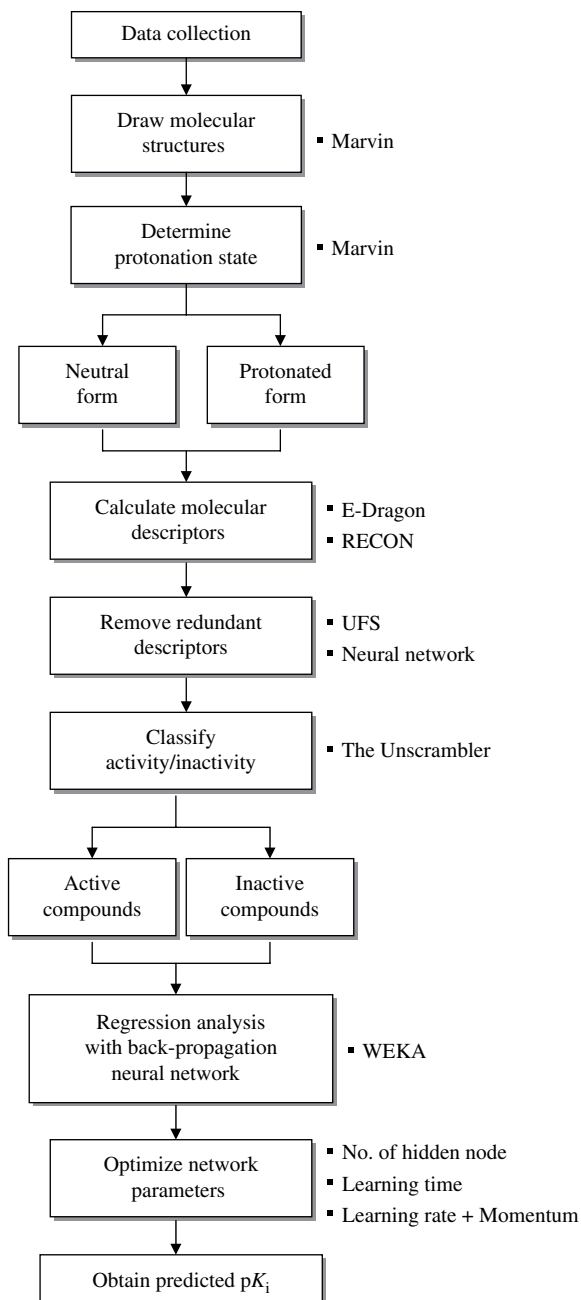 Data collection
Draw molecular
structures
▪ Marvin
Determine
protonation state
▪ Marvin
Neutral
form
Protonated
form
Calculate molecular
descriptors
▪ E-Dragon
▪ RECON
Remove redundant
descriptors
▪ UFS
▪ Neural network
Classify
activity/inactivity
▪ The Unscrambler
Active
compounds
Inactive
compounds
Regression analysis
with back-propagation
neural network
▪ WEKA
Optimize network
parameters
▪ No. of hidden node
▪ Learning time
▪ Learning rate + Momentum
Obtain predicted pKi